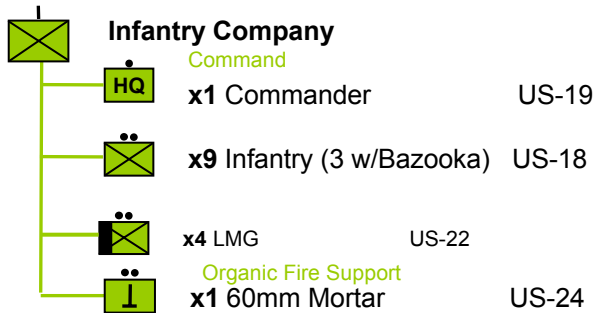 Infantry Company
Command
HQ
x1 Commander US-19
x9 Infantry (3 w/Bazooka) US-18
x4 LMG US-22
Organic Fire Support
x1 60mm Mortar US-24